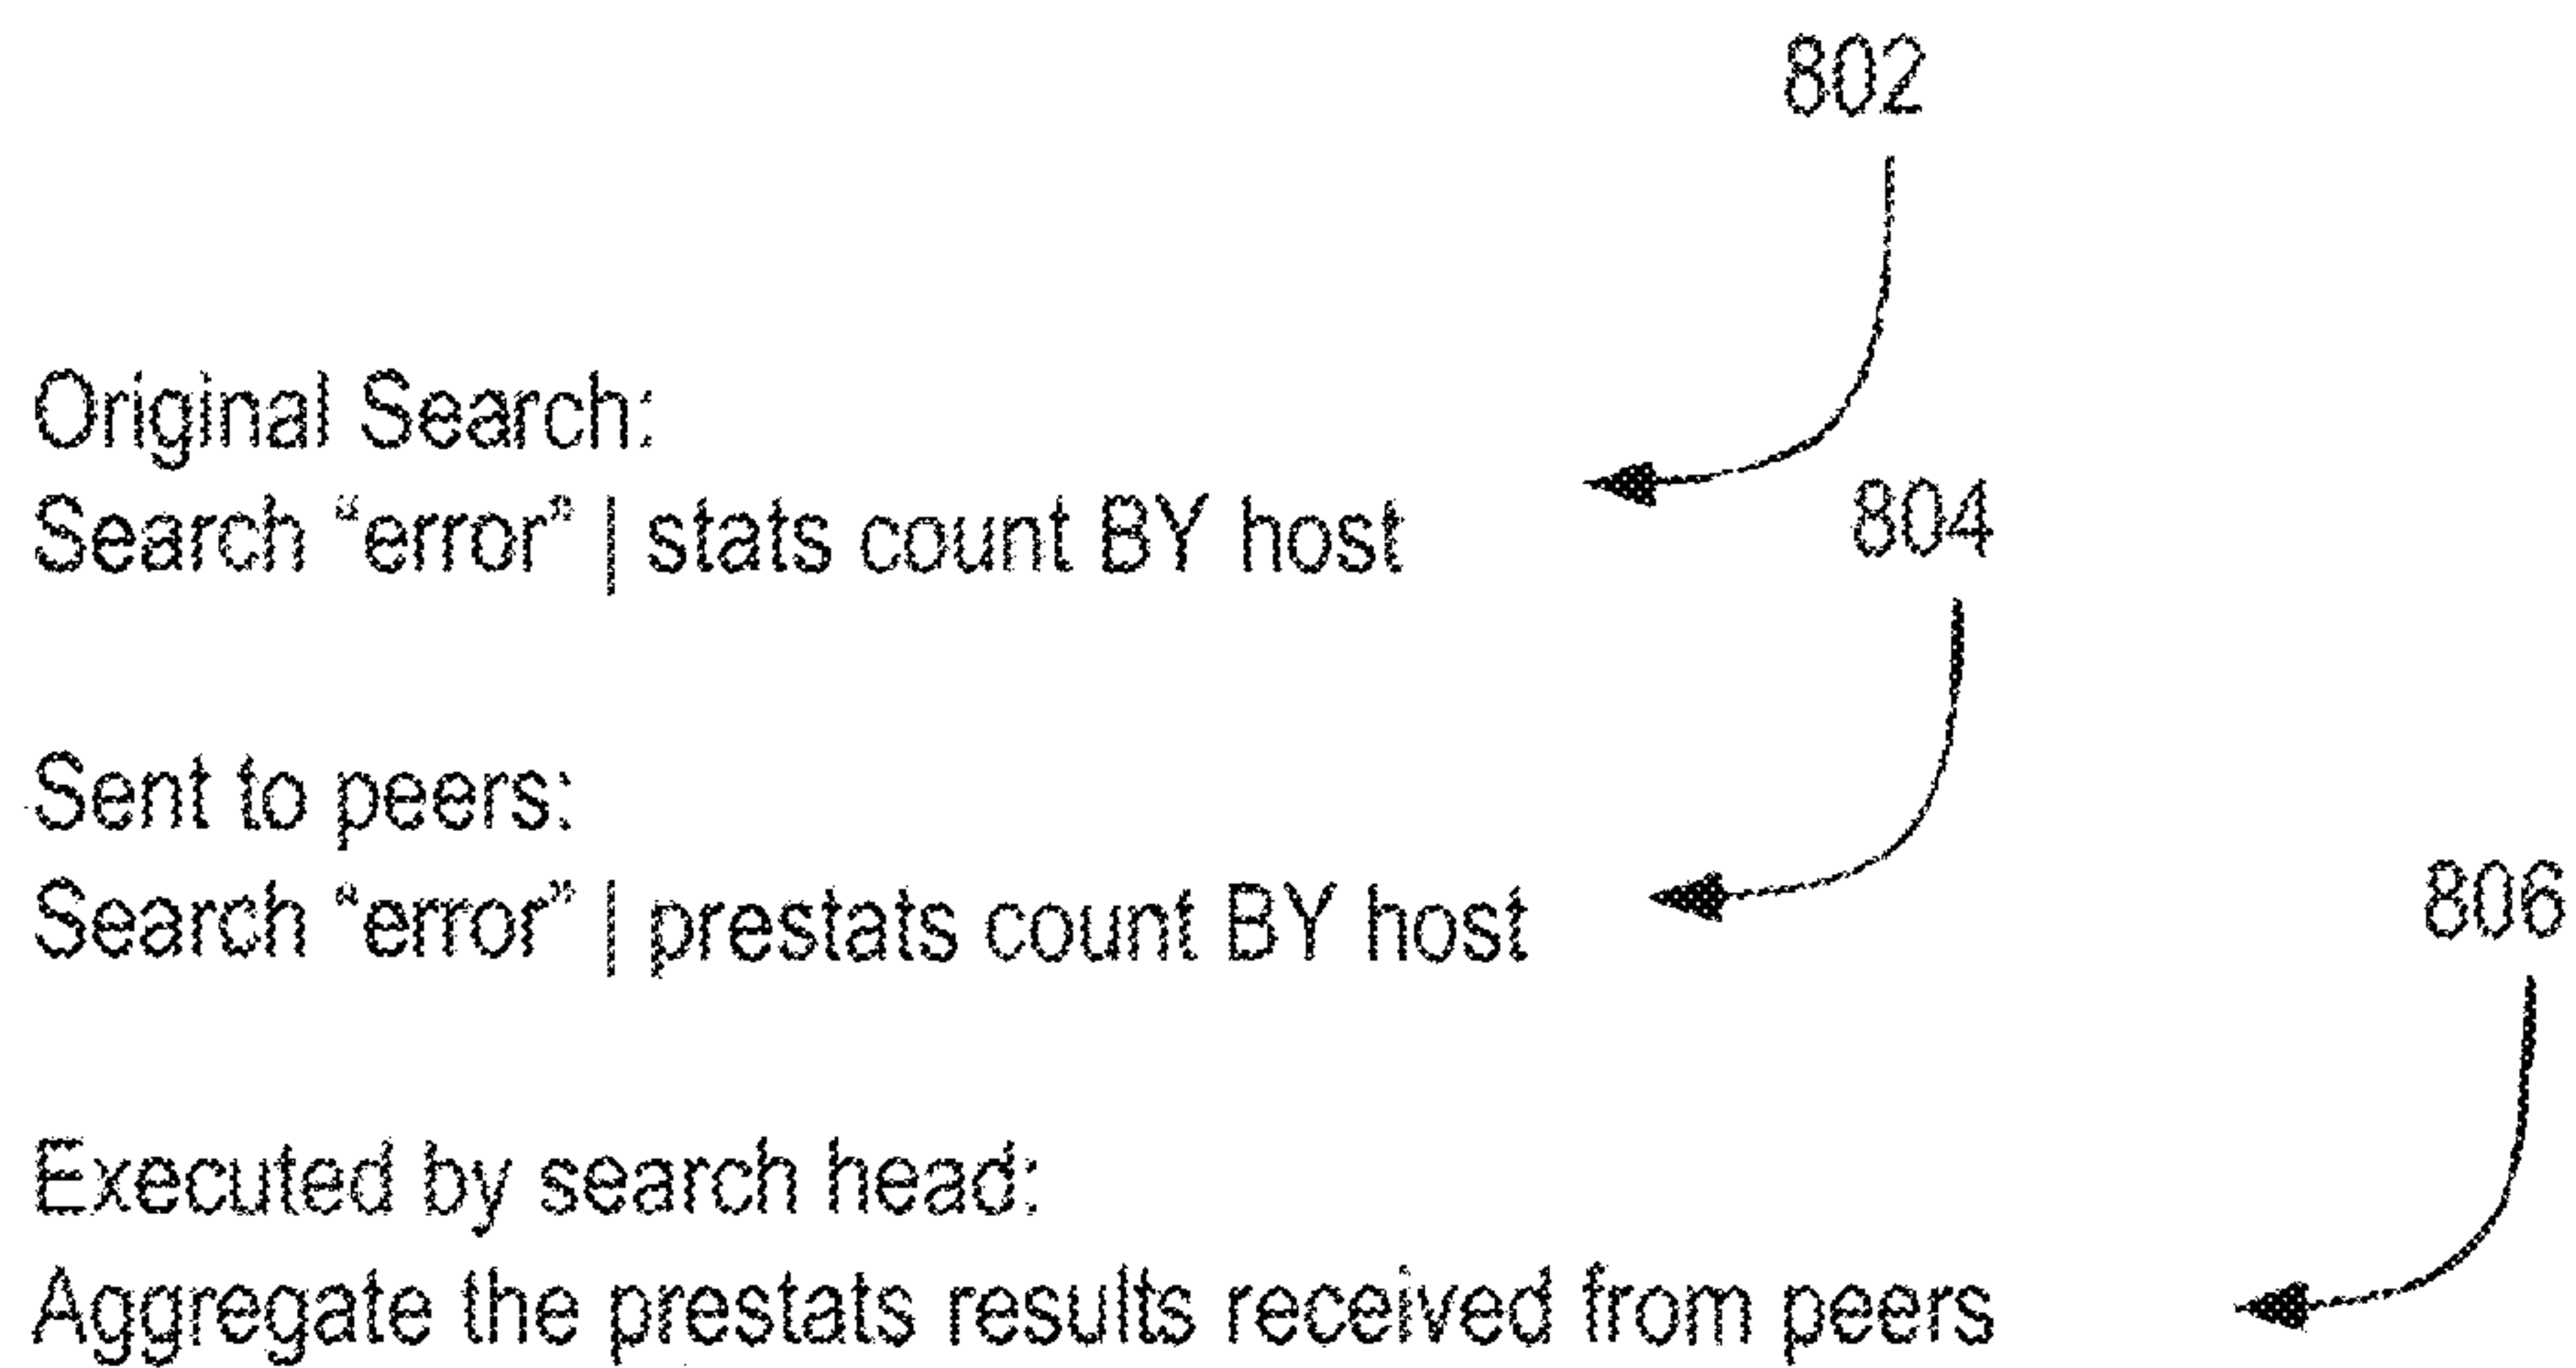 802
Original Search:
Search “error” | stats count BY host
804
Sent to peers:
Search “error” | prestats count BY host
806
Executed by search head:
Aggregate the prestats results received from peers